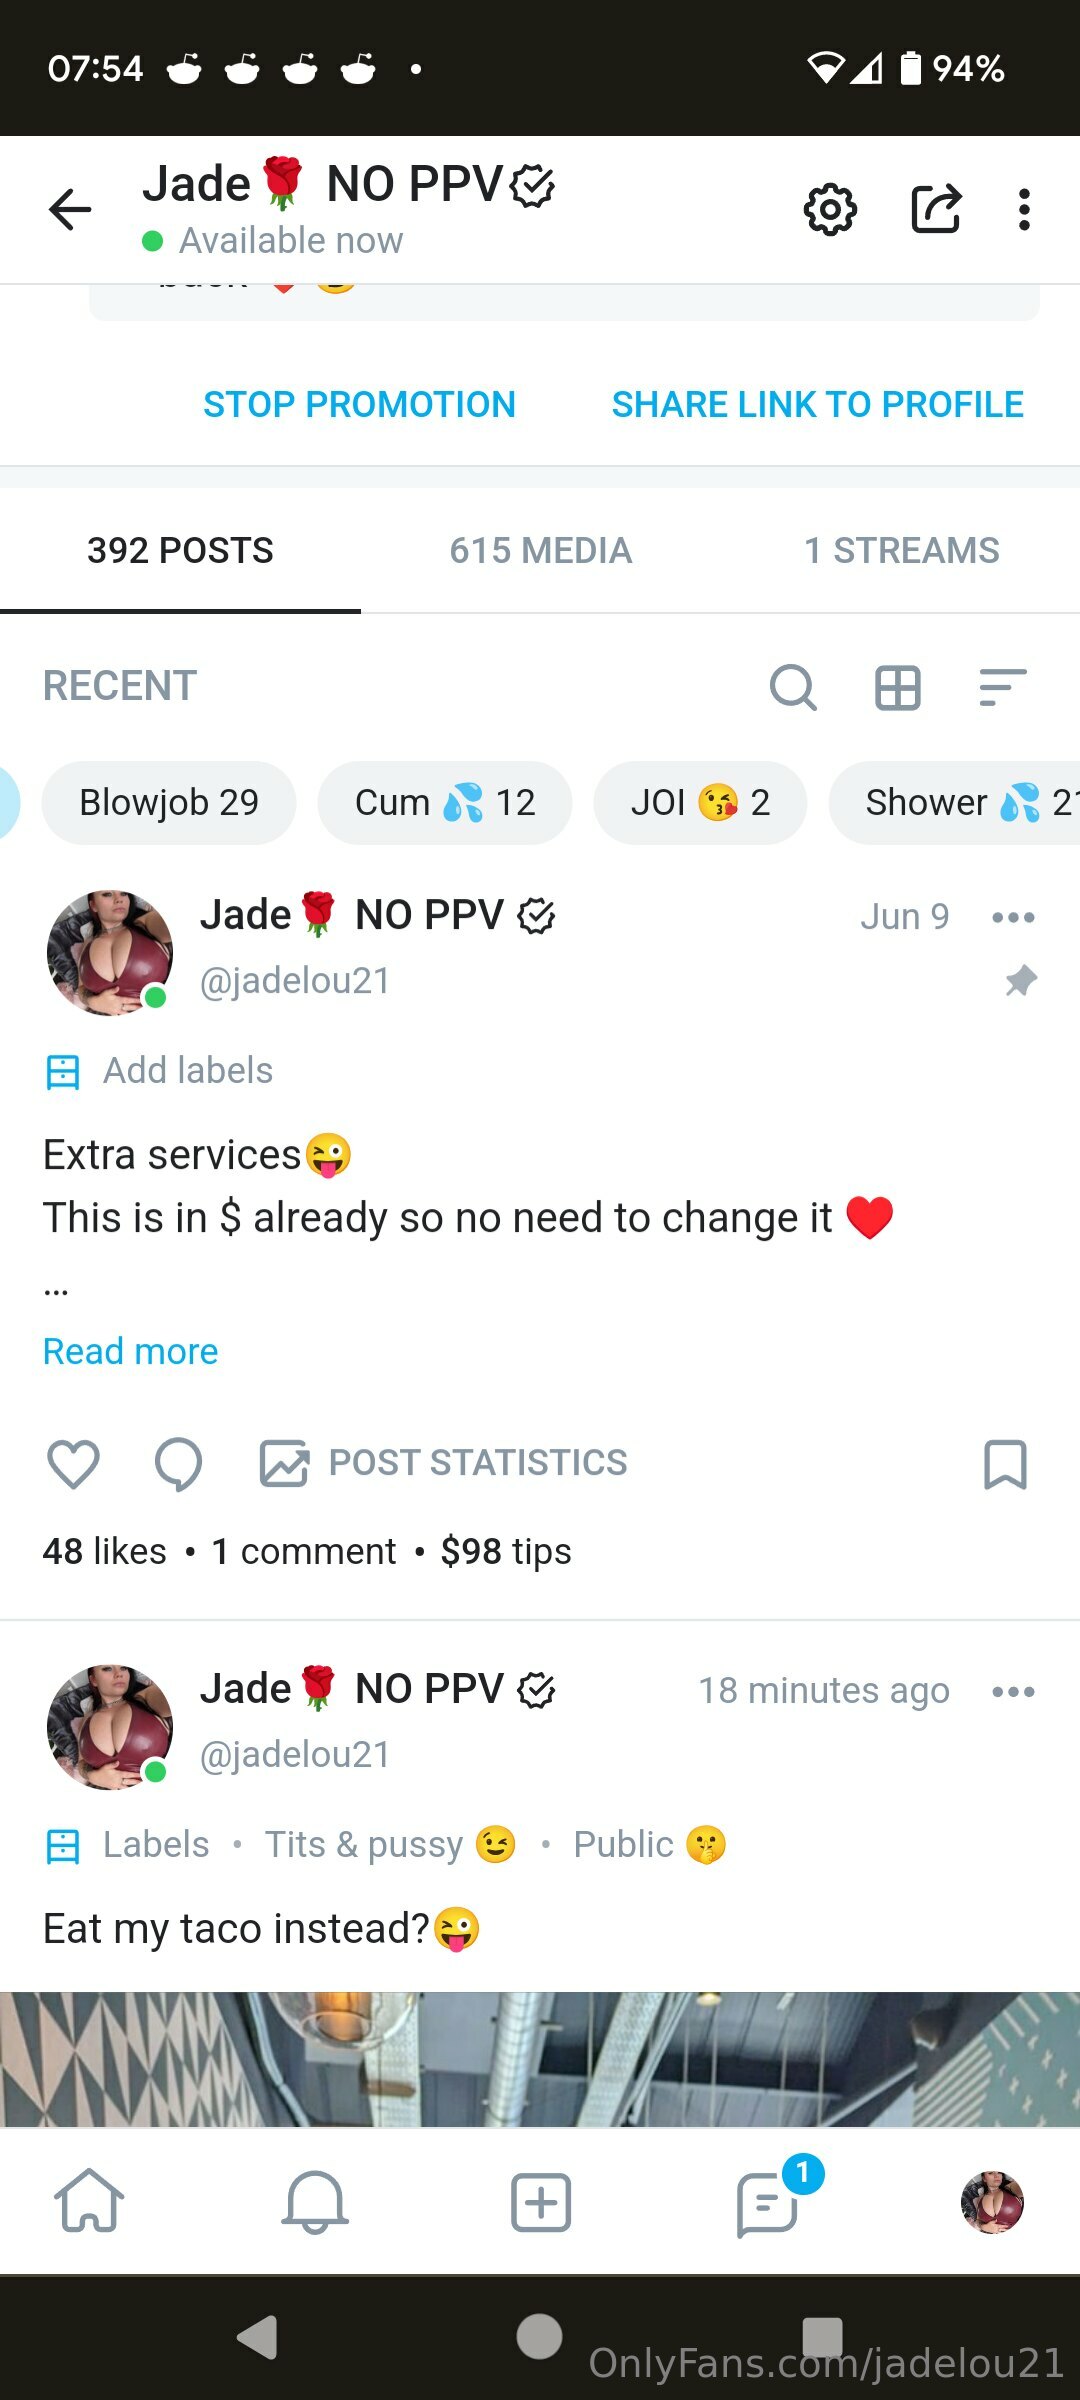 07:54
94%
Jade🌹 NO PPV
Available now
STOP PROMOTION
SHARE LINK TO PROFILE
392 POSTS
615 MEDIA
1 STREAMS
RECENT
Blowjob 29
Cum 💦 12
JOI 😘 2
Shower 💦 21
Jade🌹 NO PPV
Jun 9
@jadelou21
Add labels
Extra services😜
This is in $ already so no need to change it ♥️
...
Read more
POST STATISTICS
48 likes • 1 comment • $98 tips
Jade🌹 NO PPV
18 minutes ago
@jadelou21
Labels • Tits & pussy 😉 • Public 🤫
Eat my taco instead?😜
1
OnlyFans.com/jadelou21